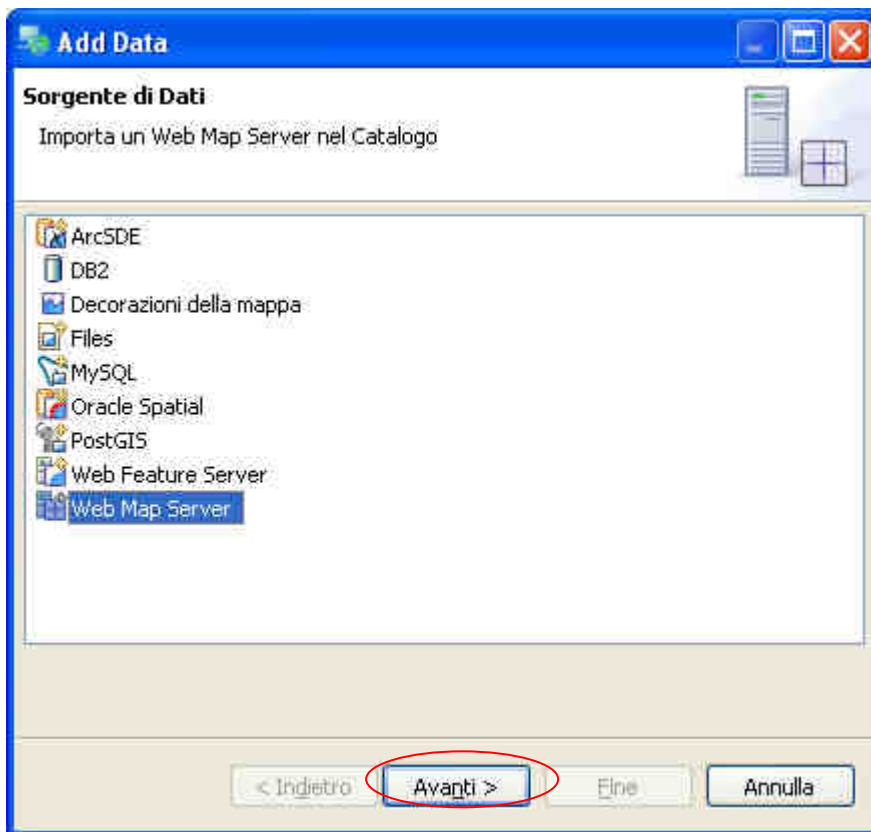 Add Data
Sorgente di Dati
Importa un Web Map Server nel Catalogo
ArcSDE
DB2
Decorazioni della mappa
Files
MySQL
Oracle Spatial
PostGIS
Web Feature Server
Web Map Server
< Indietro Avanti > Fine Annulla